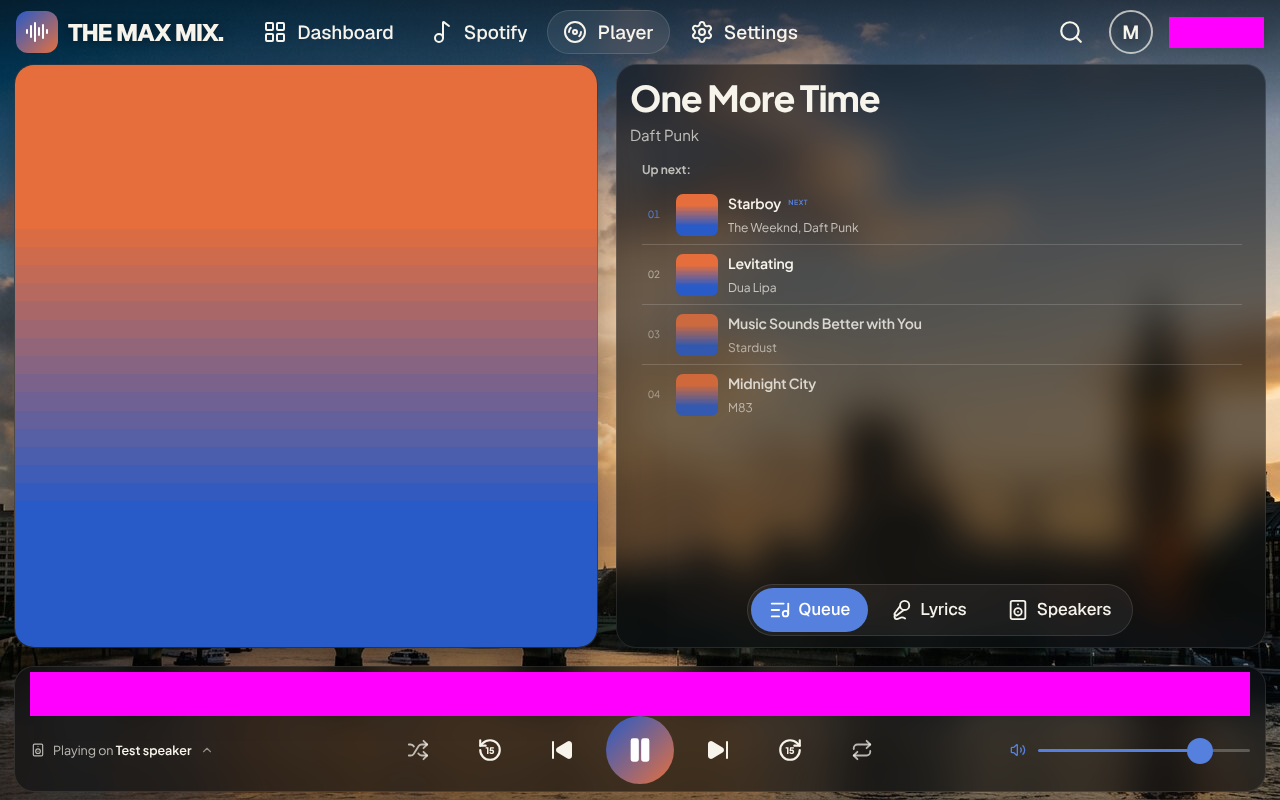 THE MAX MIX.
Dashboard
Spotify
Player
Settings
M
One More Time
Daft Punk
Up next:
01
Starboy NEXT
The Weeknd, Daft Punk
02
Levitating
Dua Lipa
03
Music Sounds Better with You
Stardust
04
Midnight City
M83
Queue
Lyrics
Speakers
Playing on Test speaker
15
15